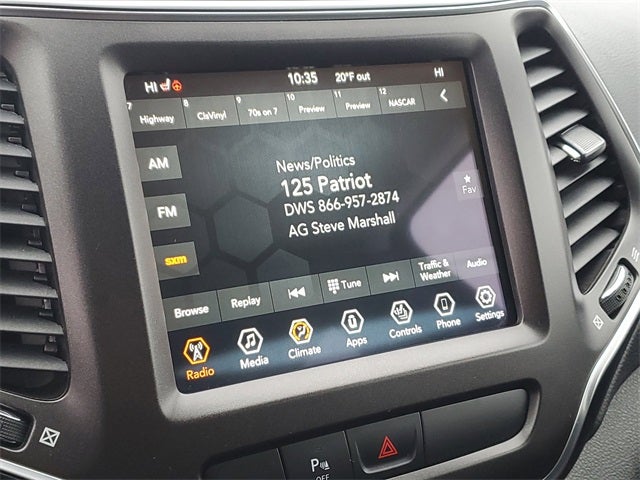 HI 10:35 20°F out HI
7 Highway 8 ClsVinyl 9 70s on 7 10 Preview 11 Preview 12 NASCAR
AM
FM
sxm
News/Politics
125 Patriot
DWS 866-957-2874
AG Steve Marshall
Fav
Browse Replay Tune Traffic & Weather Audio
Radio Media Climate Apps Controls Phone Settings
P
OFF